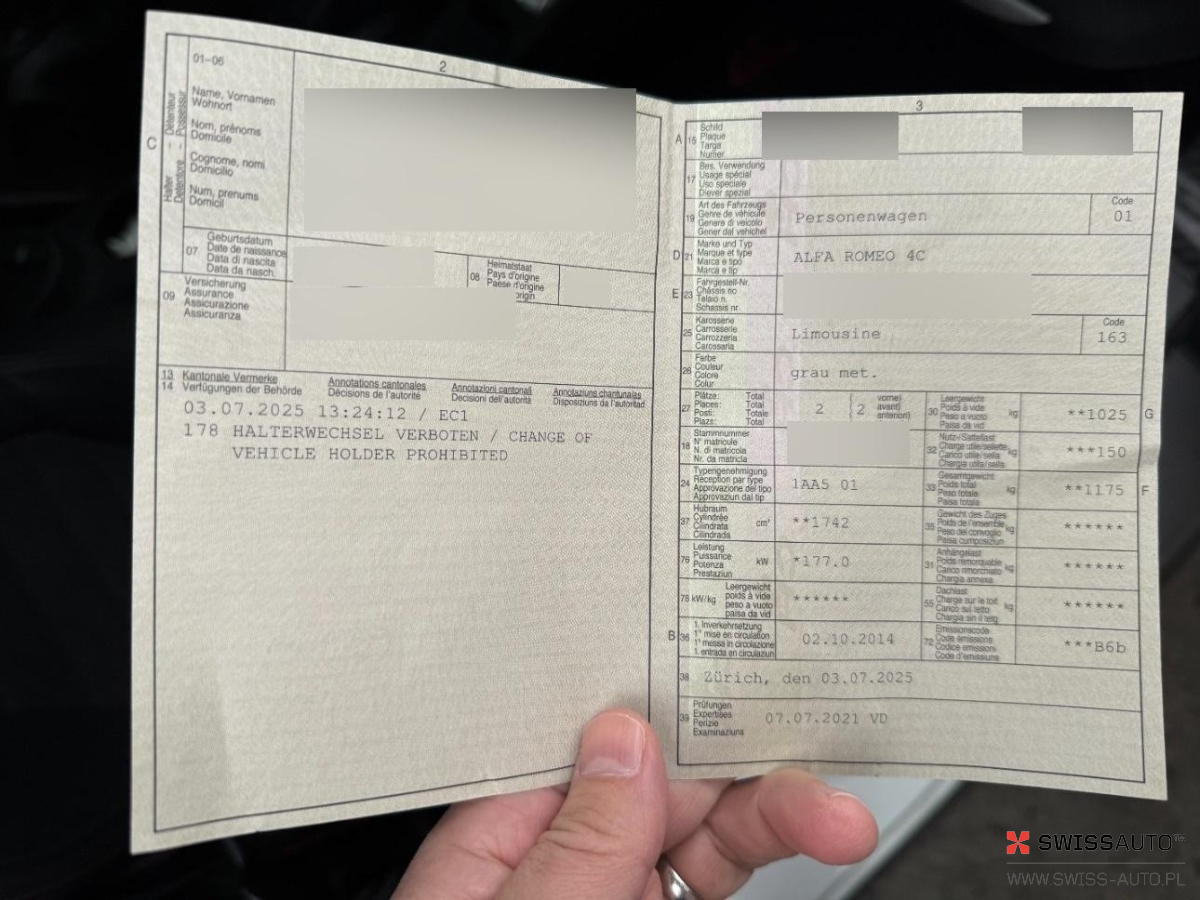 2
01-06
C
Halter - Détenteur
Detentore - Possessur
Name, Vornamen
Wohnort
Nom, prénoms
Domicile
Cognome, nomi
Domicilio
Num, prenums
Domicil
07
Geburtsdatum
Date de naissance
Data di nascita
Data da nasch.
08
Heimatstaat
Pays d'origine
Paese d'origine
origin
09
Versicherung
Assurance
Assicurazione
Assicuranza
13 Kantonale Vermerke Annotations cantonales Annotazioni cantonali Annotaziuns chantunalas
14 Verfügungen der Behörde Décisions de l'autorité Decisioni dell'autorità Disposiziuns da l'autoritad
03.07.2025 13:24:12 / EC1
178 HALTERWECHSEL VERBOTEN / CHANGE OF
VEHICLE HOLDER PROHIBITED
3
A 15
Schild
Plaque
Targa
Numer
17
Bes. Verwendung
Usage spécial
Uso speciale
Diever spezial
19
Art des Fahrzeugs
Genre de véhicule
Genere di veicolo
Gener dal vehichel
Personenwagen
Code
01
D 21
Marke und Typ
Marque et type
Marca e tipo
Marca e tip
ALFA ROMEO 4C
E 23
Fahrgestell-Nr.
Châssis no
Telaio n.
Schassis nr.
25
Karosserie
Carrosserie
Carrozzeria
Carossaria
Limousine
Code
163
26
Farbe
Couleur
Colore
Colur
grau met.
27
Plätze: Total
Places: Total
Posti: Totale
Plazs: Total
2 ( 2
vorne)
avant)
anteriori)
30
Leergewicht
Poids à vide
Peso a vuoto
Paisa da vid
kg
**1025 G
18
Stammnummer
N° matricule
N. di matricola
Nr. da matricla
32
Nutz-/Sattellast
Charge utile/sellette
Carico utile/sella
Chargia utila/sella
kg
***150
24
Typengenehmigung
Réception par type
Approvazione del tipo
Approvaziun dal tip
1AA5 01
33
Gesamtgewicht
Poids total
Peso totale
Paisa totala
kg
**1175 F
37
Hubraum
Cylindrée
Cilindrata
Cilindrada
cm³
**1742
35
Gewicht des Zuges
Poids de l'ensemble
Peso del convoglio
Paisa cumposiziun
kg
******
76
Leistung
Puissance
Potenza
Prestaziun
kW
*177.0
31
Anhängelast
Poids remorquable
Carico rimorchiato
Chargia annexa
kg
******
78 kW/kg
Leergewicht
poids à vide
peso a vuoto
paisa da vid
******
55
Dachlast
Charge sur le toit
Carico sul tetto
Chargia sin il tetg
kg
******
B 36
1. Inverkehrsetzung
1re mise en circulation
1a messa in circolazione
1. entrada en circulaziun
02.10.2014
72
Emissionscode
Code émissions
Codice emissioni
Code d'emissiuns
***B6b
38
Zürich, den 03.07.2025
39
Prüfungen
Expertises
Perizie
Examinaziuns
07.07.2021 VD
SWISSAUTO
WWW.SWISS-AUTO.PL